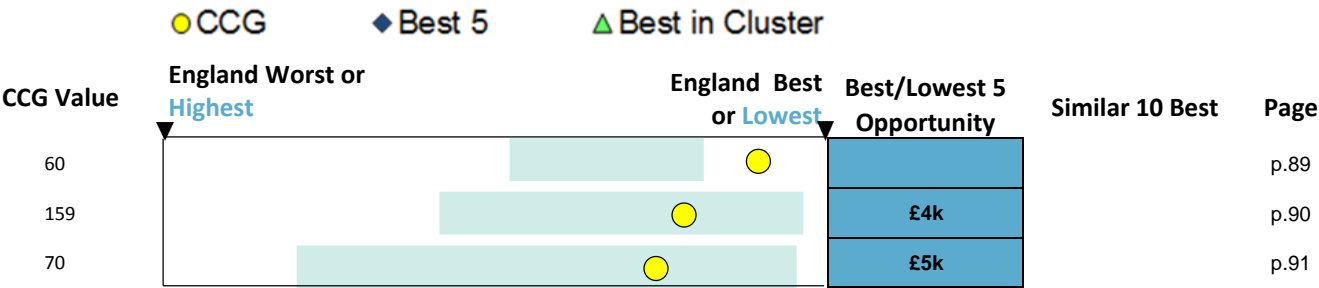 CCG Best 5 Best in Cluster
CCG Value
England Worst or
Highest
England Best
or Lowest
Best/Lowest 5
Opportunity
Similar 10 Best
Page
60 p.89
159 £4k p.90
70 £5k p.91